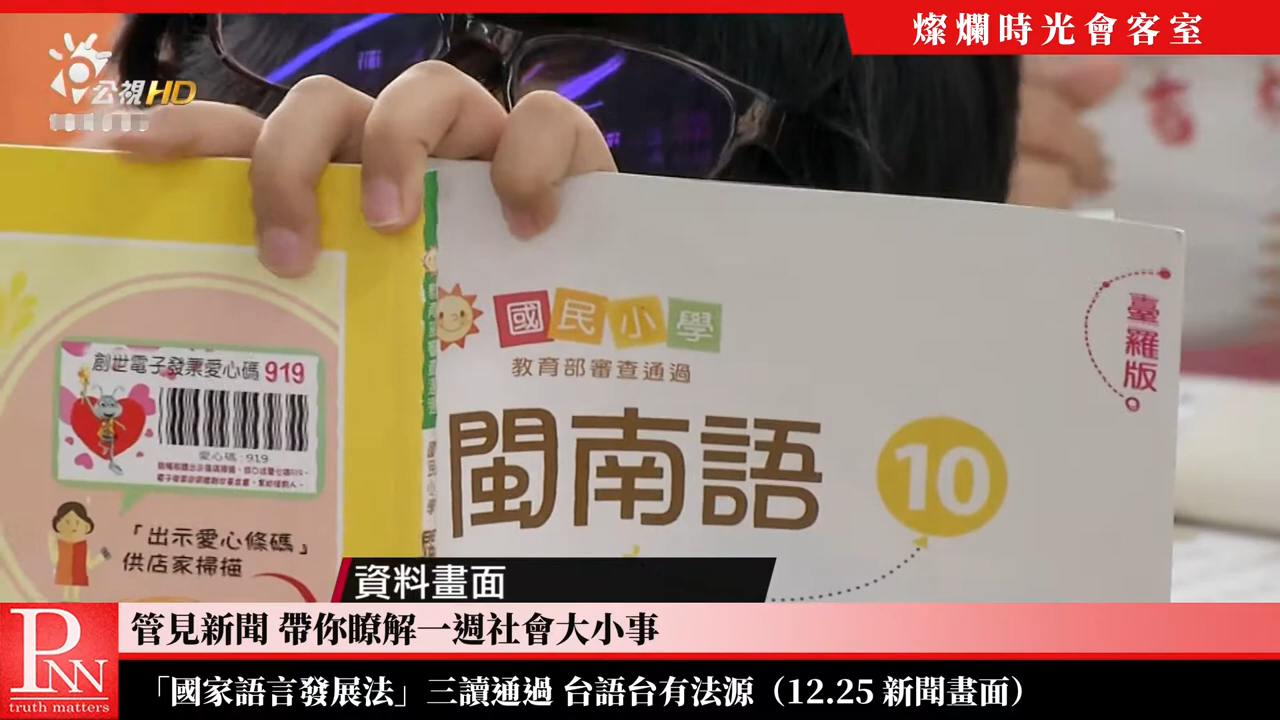 燦爛時光會客室
公視HD
國民小學
教育部審查通過
臺羅版
閩南語
10
創世電子發票愛心碼 919
愛心碼:919
「出示愛心條碼」
供店家掃描
資料畫面
管見新聞 帶你瞭解一週社會大小事
PNN
truth matters
「國家語言發展法」三讀通過 台語台有法源（12.25 新聞畫面）